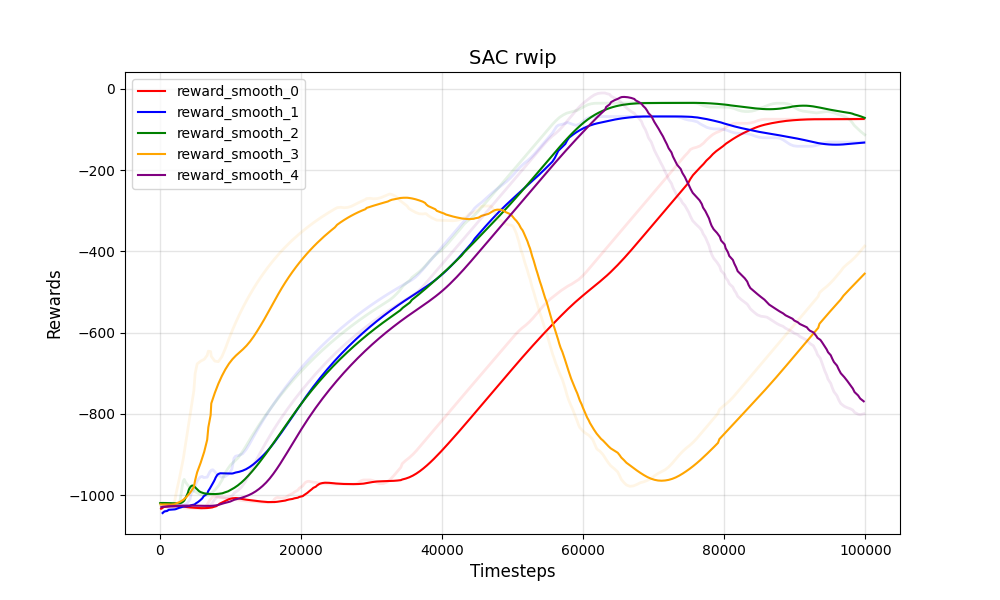 SAC rwip
reward_smooth_0
reward_smooth_1
reward_smooth_2
reward_smooth_3
reward_smooth_4
0
−200
−400
−600
−800
−1000
Rewards
0 20000 40000 60000 80000 100000
Timesteps